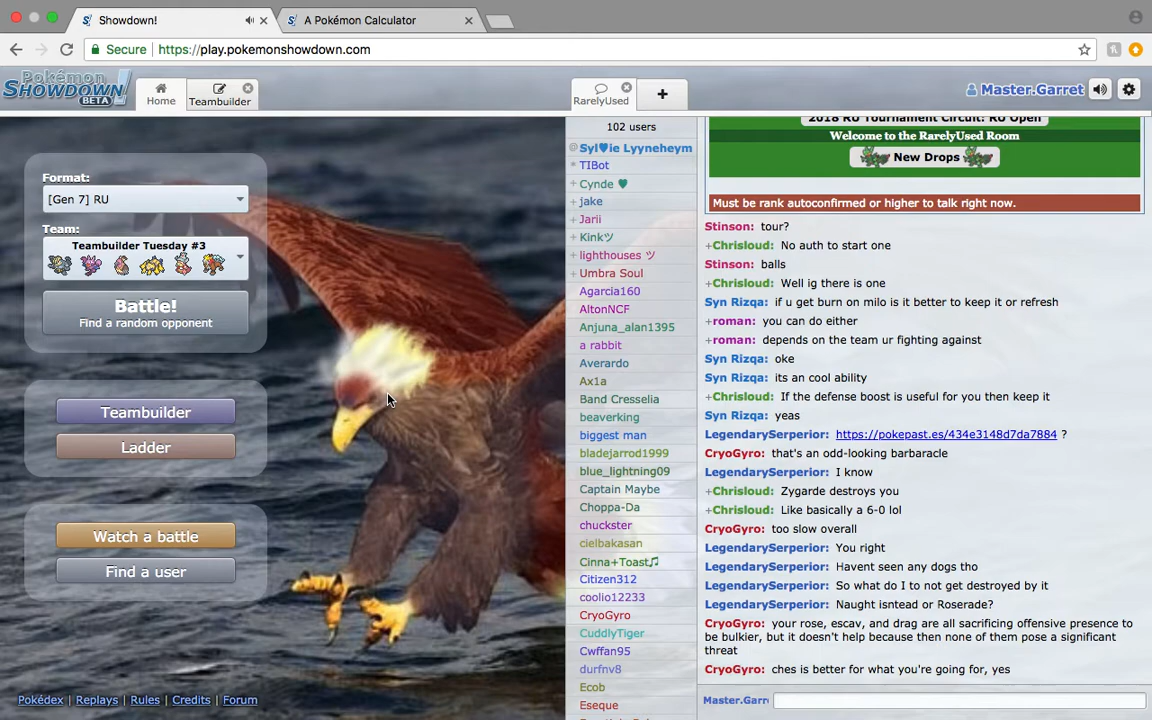 Showdown!
A Pokémon Calculator
Secure https://play.pokemonshowdown.com
Pokémon
SHOWDOWN!
BETA
Home
Teambuilder
RarelyUsed
Master.Garret
Format:
[Gen 7] RU
Team:
Teambuilder Tuesday #3
Battle!
Find a random opponent
Teambuilder
Ladder
Watch a battle
Find a user
Pokédex | Replays | Rules | Credits | Forum
102 users
@Syl♥ie Lyyneheym
*TIBot
+Cynde ♥
+jake
+Jarii
+Kinkツ
+lighthouses ツ
+Umbra Soul
Agarcia160
AltonNCF
Anjuna_alan1395
a rabbit
Averardo
Ax1a
Band Cresselia
beaverking
biggest man
bladejarrod1999
blue_lightning09
Captain Maybe
Choppa-Da
chuckster
cielbakasan
Cinna+Toast♫
Citizen312
coolio12233
CryoGyro
CuddlyTiger
Cwffan95
durfnv8
Ecob
Eseque
2018 RU Tournament Circuit: RU Open
Welcome to the RarelyUsed Room
New Drops
Must be rank autoconfirmed or higher to talk right now.
Stinson: tour?
+Chrisloud: No auth to start one
Stinson: balls
+Chrisloud: Well ig there is one
Syn Rizqa: if u get burn on milo is it better to keep it or refresh
+roman: you can do either
+roman: depends on the team ur fighting against
Syn Rizqa: oke
Syn Rizqa: its an cool ability
+Chrisloud: If the defense boost is useful for you then keep it
Syn Rizqa: yeas
LegendarySerperior: https://pokepast.es/434e3148d7da7884 ?
CryoGyro: that's an odd-looking barbaracle
LegendarySerperior: I know
+Chrisloud: Zygarde destroys you
+Chrisloud: Like basically a 6-0 lol
CryoGyro: too slow overall
LegendarySerperior: You right
LegendarySerperior: Havent seen any dogs tho
LegendarySerperior: So what do I to not get destroyed by it
LegendarySerperior: Naught isntead or Roserade?
CryoGyro: your rose, escav, and drag are all sacrificing offensive presence to
be bulkier, but it doesn't help because then none of them pose a significant
threat
CryoGyro: ches is better for what you're going for, yes
Master.Garre